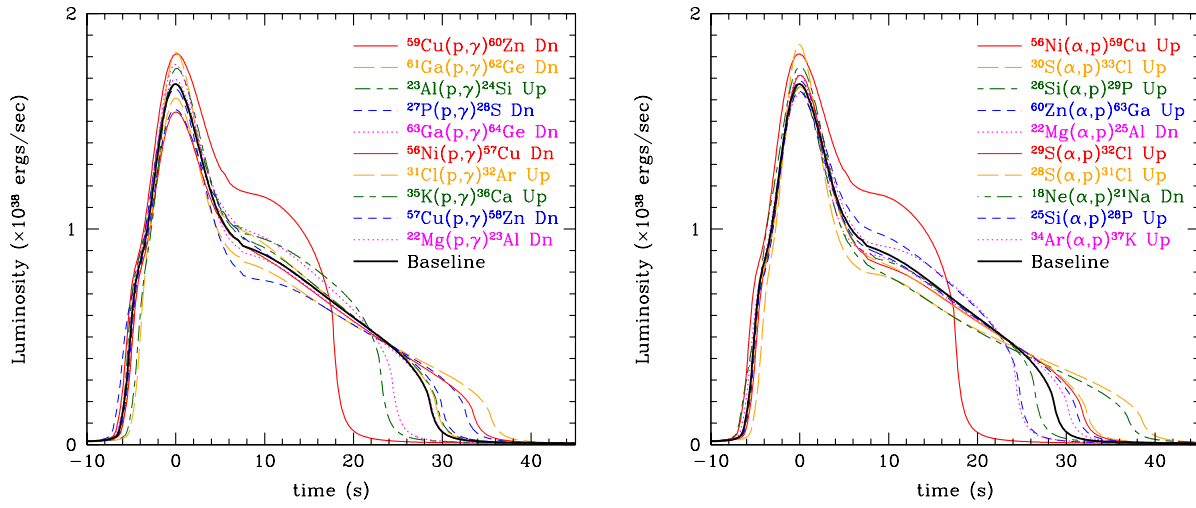 Luminosity (×10³⁸ ergs/sec)
2
1
0
−10
0
10
20
30
40
time (s)
⁵⁹Cu(p,γ)⁶⁰Zn Dn
⁶¹Ga(p,γ)⁶²Ge Dn
²³Al(p,γ)²⁴Si Up
²⁷P(p,γ)²⁸S Dn
⁶³Ga(p,γ)⁶⁴Ge Dn
⁵⁶Ni(p,γ)⁵⁷Cu Dn
³¹Cl(p,γ)³²Ar Up
³⁵K(p,γ)³⁶Ca Up
⁵⁷Cu(p,γ)⁵⁸Zn Dn
²²Mg(p,γ)²³Al Dn
Baseline
Luminosity (×10³⁸ ergs/sec)
2
1
0
−10
0
10
20
30
40
time (s)
⁵⁶Ni(α,p)⁵⁹Cu Up
³⁰S(α,p)³³Cl Up
²⁶Si(α,p)²⁹P Up
⁶⁰Zn(α,p)⁶³Ga Up
²²Mg(α,p)²⁵Al Dn
²⁹S(α,p)³²Cl Up
²⁸S(α,p)³¹Cl Up
¹⁸Ne(α,p)²¹Na Dn
²⁵Si(α,p)²⁸P Up
³⁴Ar(α,p)³⁷K Up
Baseline